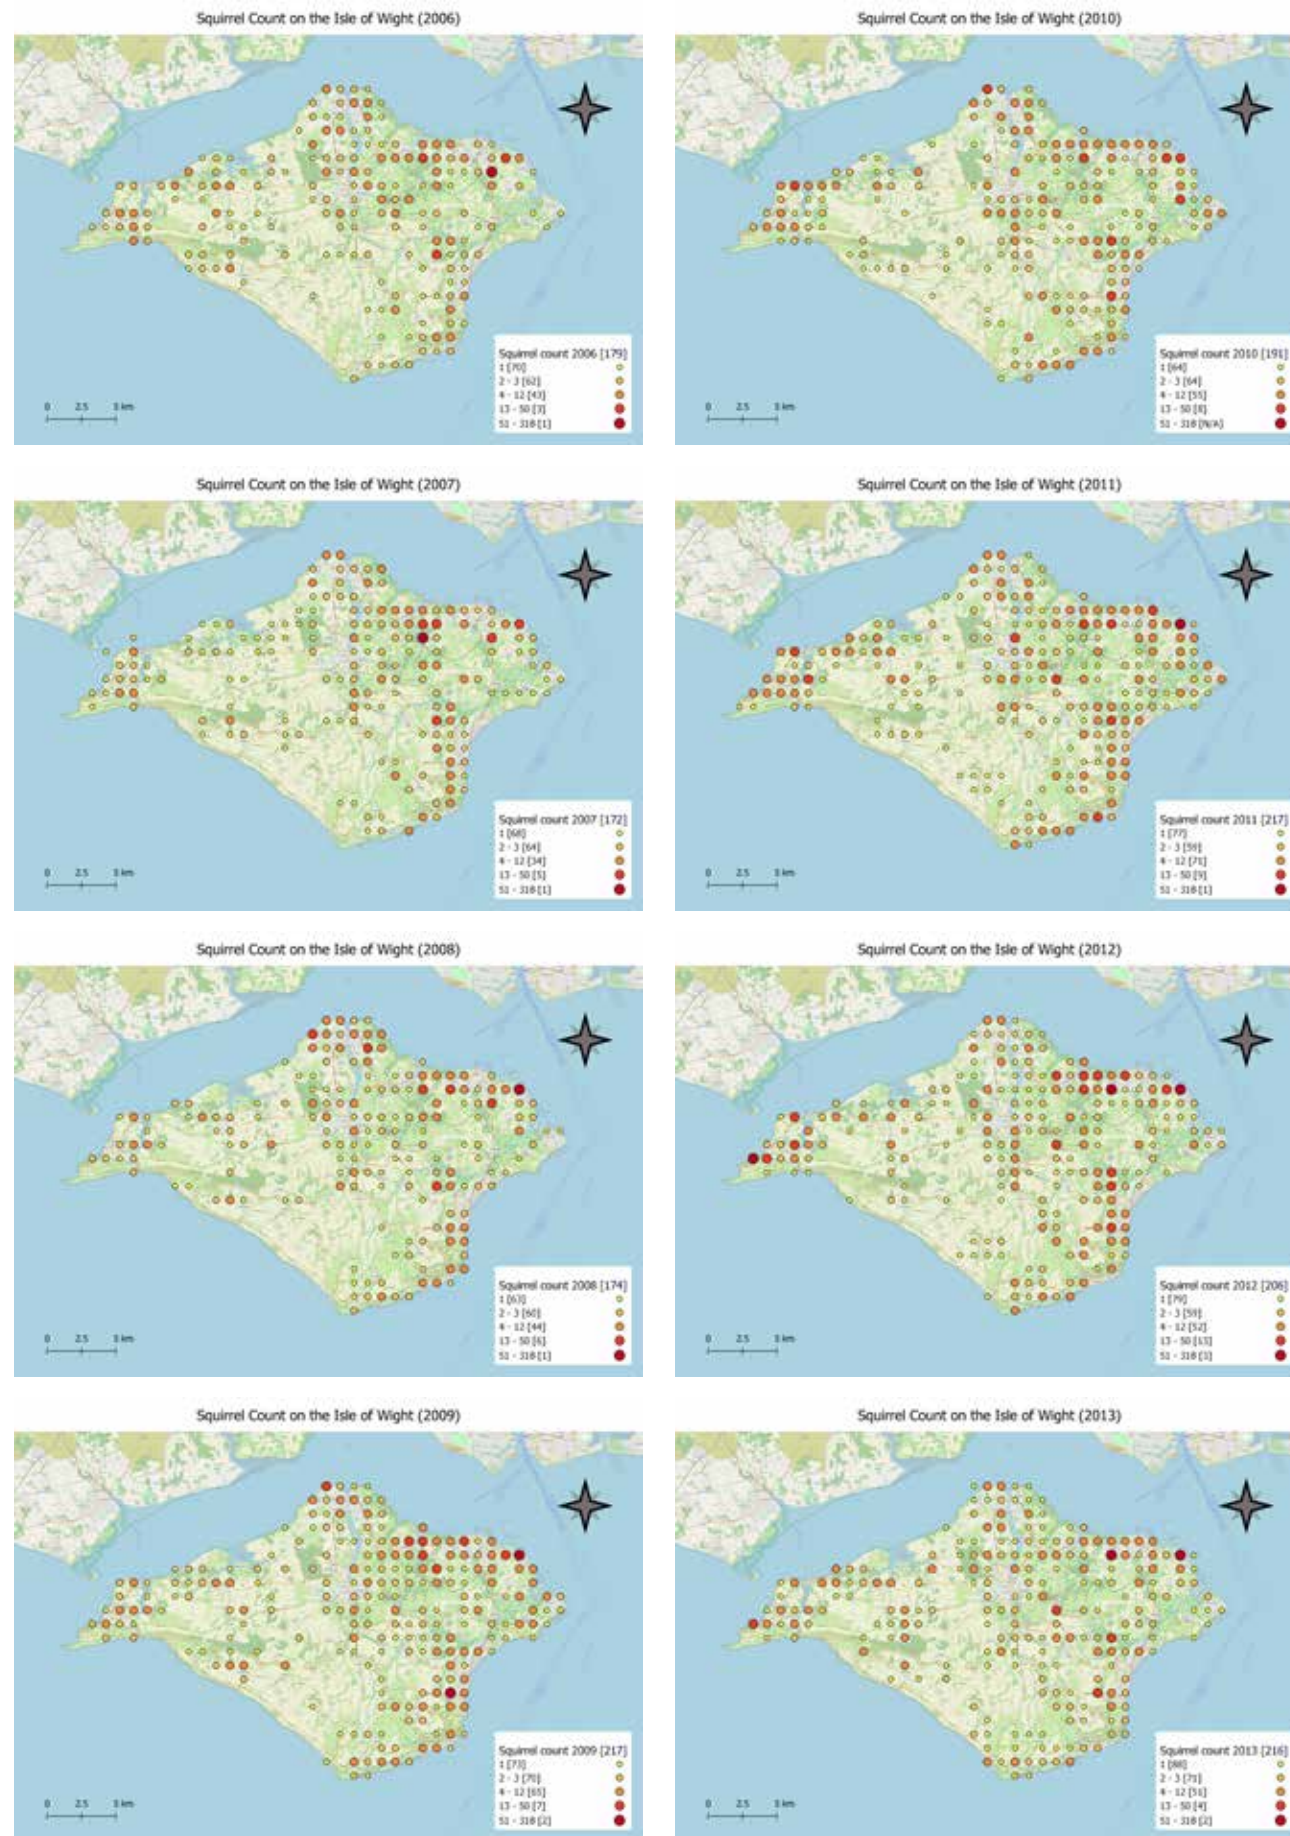 Squirrel Count on the Isle of Wight (2006)
Squirrel count 2006 [179]
1 [70]
2 - 3 [62]
4 - 12 [43]
13 - 50 [3]
51 - 318 [1]
0 2.5 5 km
Squirrel Count on the Isle of Wight (2010)
Squirrel count 2010 [191]
1 [64]
2 - 3 [64]
4 - 12 [55]
13 - 50 [8]
51 - 318 [N/A]
0 2.5 5 km
Squirrel Count on the Isle of Wight (2007)
Squirrel count 2007 [172]
1 [68]
2 - 3 [64]
4 - 12 [34]
13 - 50 [5]
51 - 318 [1]
0 2.5 5 km
Squirrel Count on the Isle of Wight (2011)
Squirrel count 2011 [217]
1 [77]
2 - 3 [59]
4 - 12 [71]
13 - 50 [9]
51 - 318 [1]
0 2.5 5 km
Squirrel Count on the Isle of Wight (2008)
Squirrel count 2008 [174]
1 [63]
2 - 3 [60]
4 - 12 [44]
13 - 50 [6]
51 - 318 [1]
0 2.5 5 km
Squirrel Count on the Isle of Wight (2012)
Squirrel count 2012 [206]
1 [79]
2 - 3 [59]
4 - 12 [52]
13 - 50 [13]
51 - 318 [3]
0 2.5 5 km
Squirrel Count on the Isle of Wight (2009)
Squirrel count 2009 [217]
1 [73]
2 - 3 [70]
4 - 12 [65]
13 - 50 [7]
51 - 318 [2]
0 2.5 5 km
Squirrel Count on the Isle of Wight (2013)
Squirrel count 2013 [216]
1 [88]
2 - 3 [71]
4 - 12 [51]
13 - 50 [4]
51 - 318 [2]
0 2.5 5 km